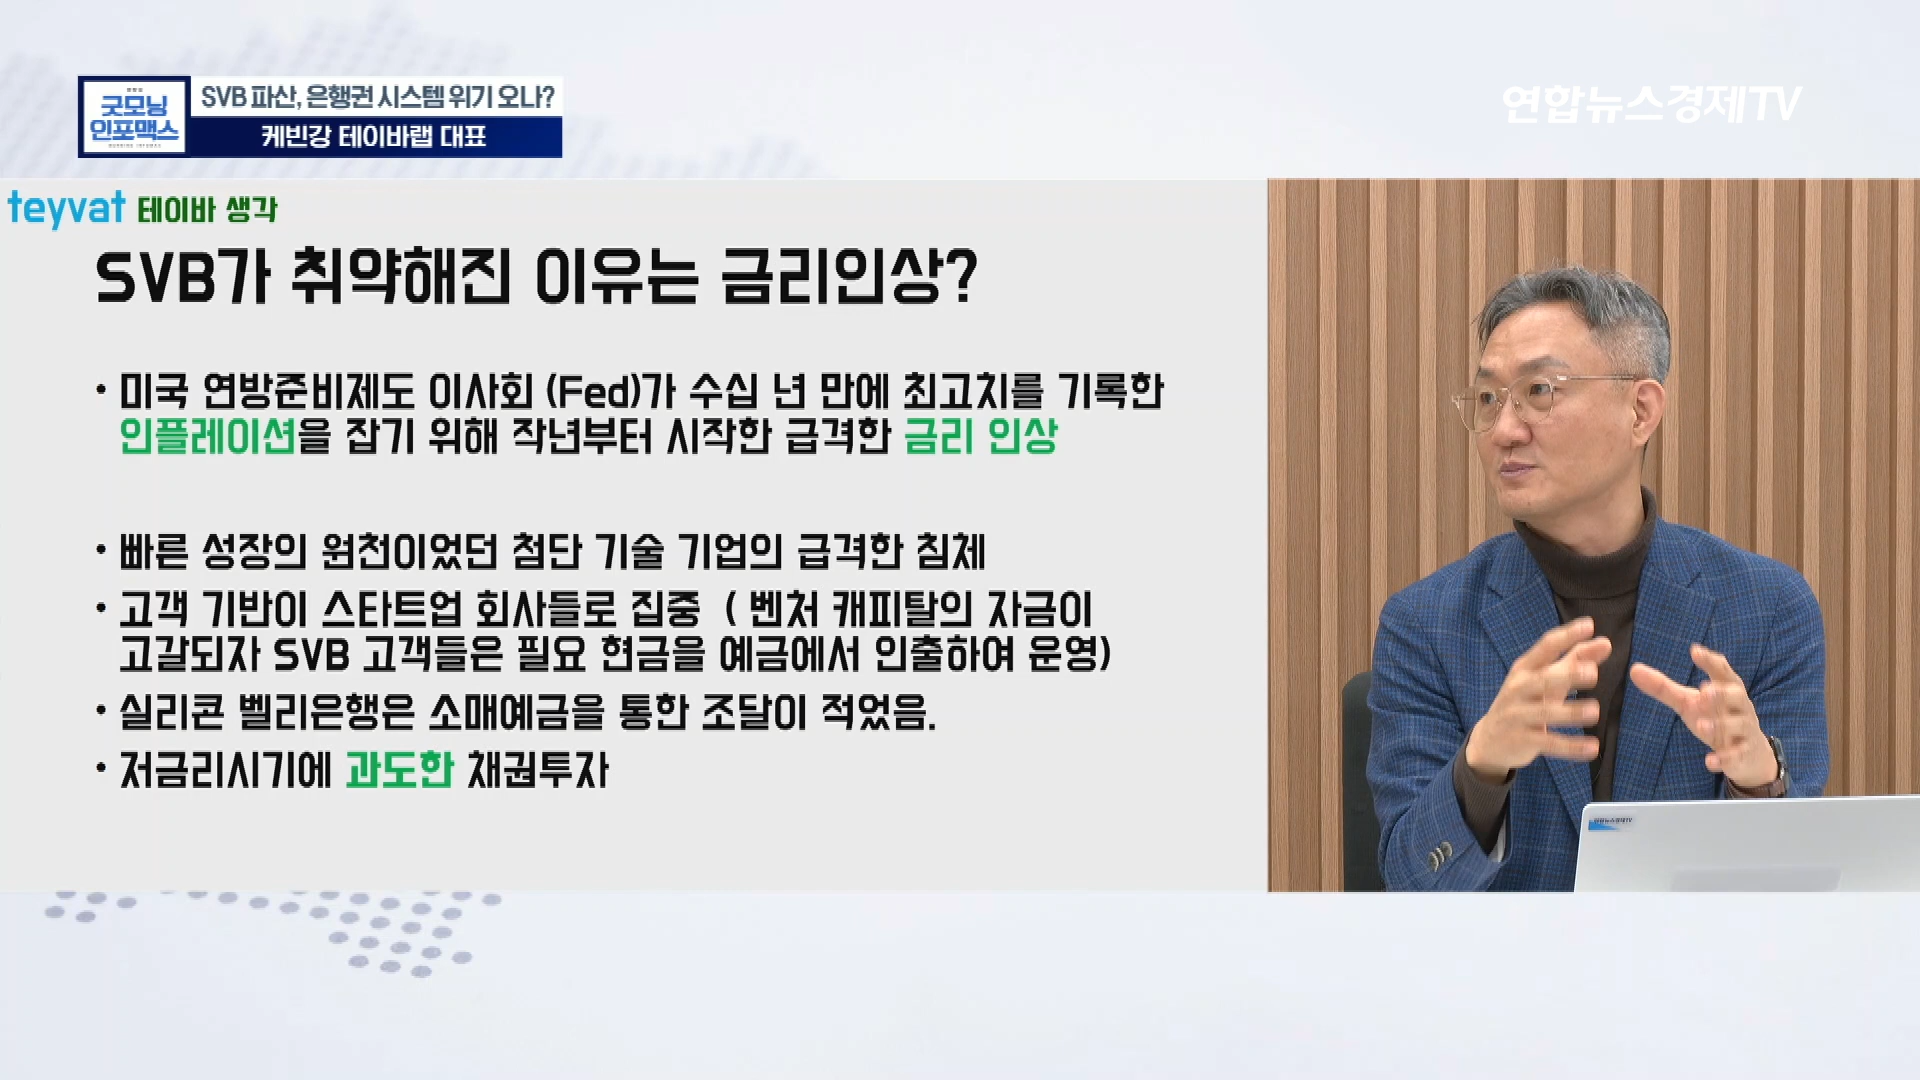 굿모닝
인포맥스
SVB 파산, 은행권 시스템 위기 오나?
케빈강 테이바랩 대표
연합뉴스경제TV
teyvat 테이바 생각
SVB가 취약해진 이유는 금리인상?
• 미국 연방준비제도 이사회 (Fed)가 수십 년 만에 최고치를 기록한
인플레이션을 잡기 위해 작년부터 시작한 급격한 금리 인상
• 빠른 성장의 원천이었던 첨단 기술 기업의 급격한 침체
• 고객 기반이 스타트업 회사들로 집중 ( 벤처 캐피탈의 자금이
고갈되자 SVB 고객들은 필요 현금을 예금에서 인출하여 운영)
• 실리콘 벨리은행은 소매예금을 통한 조달이 적었음.
• 저금리시기에 과도한 채권투자
연합뉴스경제TV